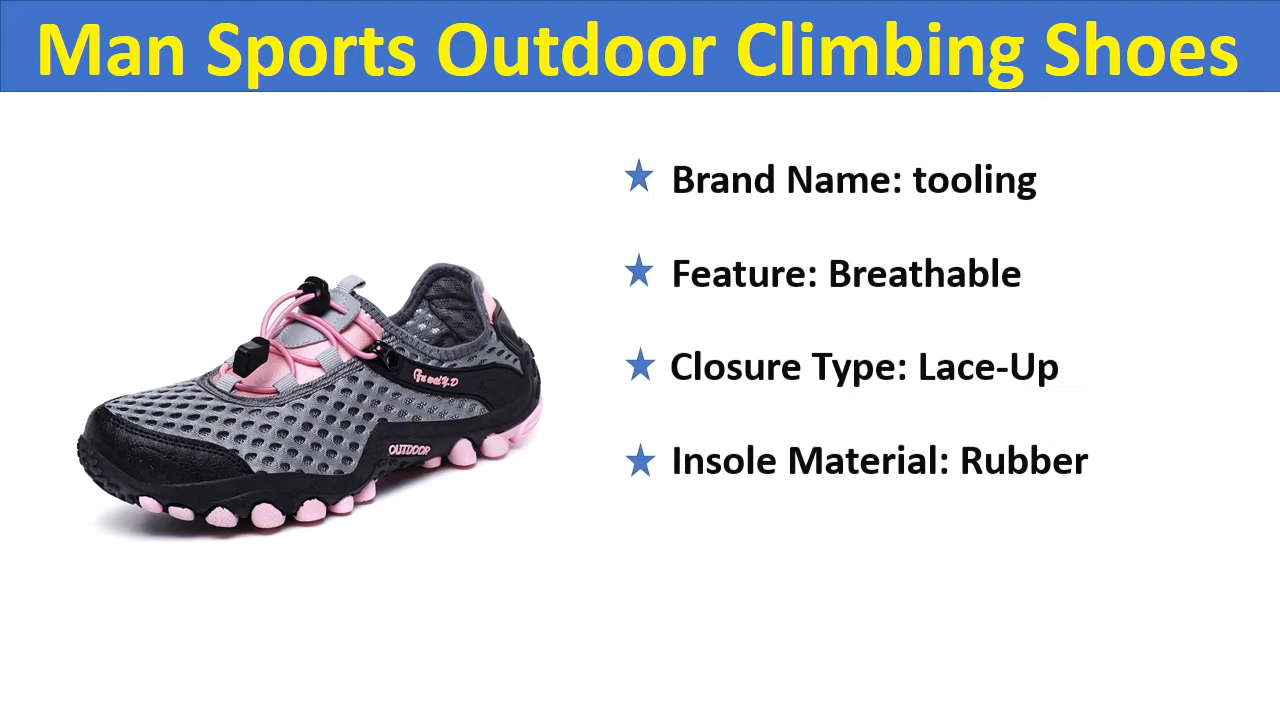 Man Sports Outdoor Climbing Shoes
Brand Name: tooling
Feature: Breathable
Closure Type: Lace-Up
Insole Material: Rubber
OUTDOOR